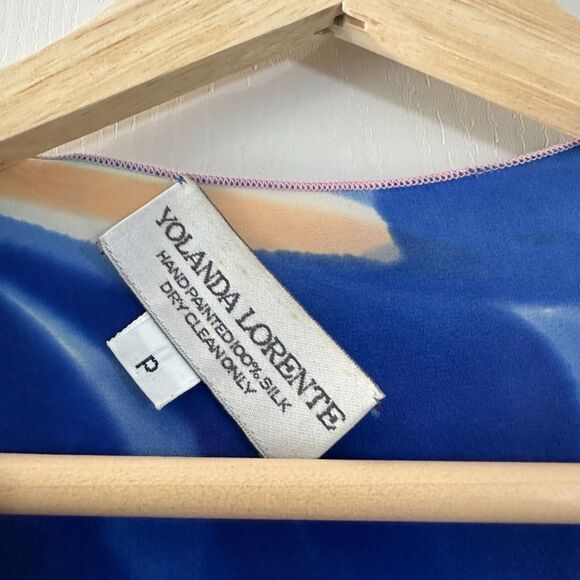 YOLANDA LORENTE
HAND PAINTED 100% SILK
DRY CLEAN ONLY
P